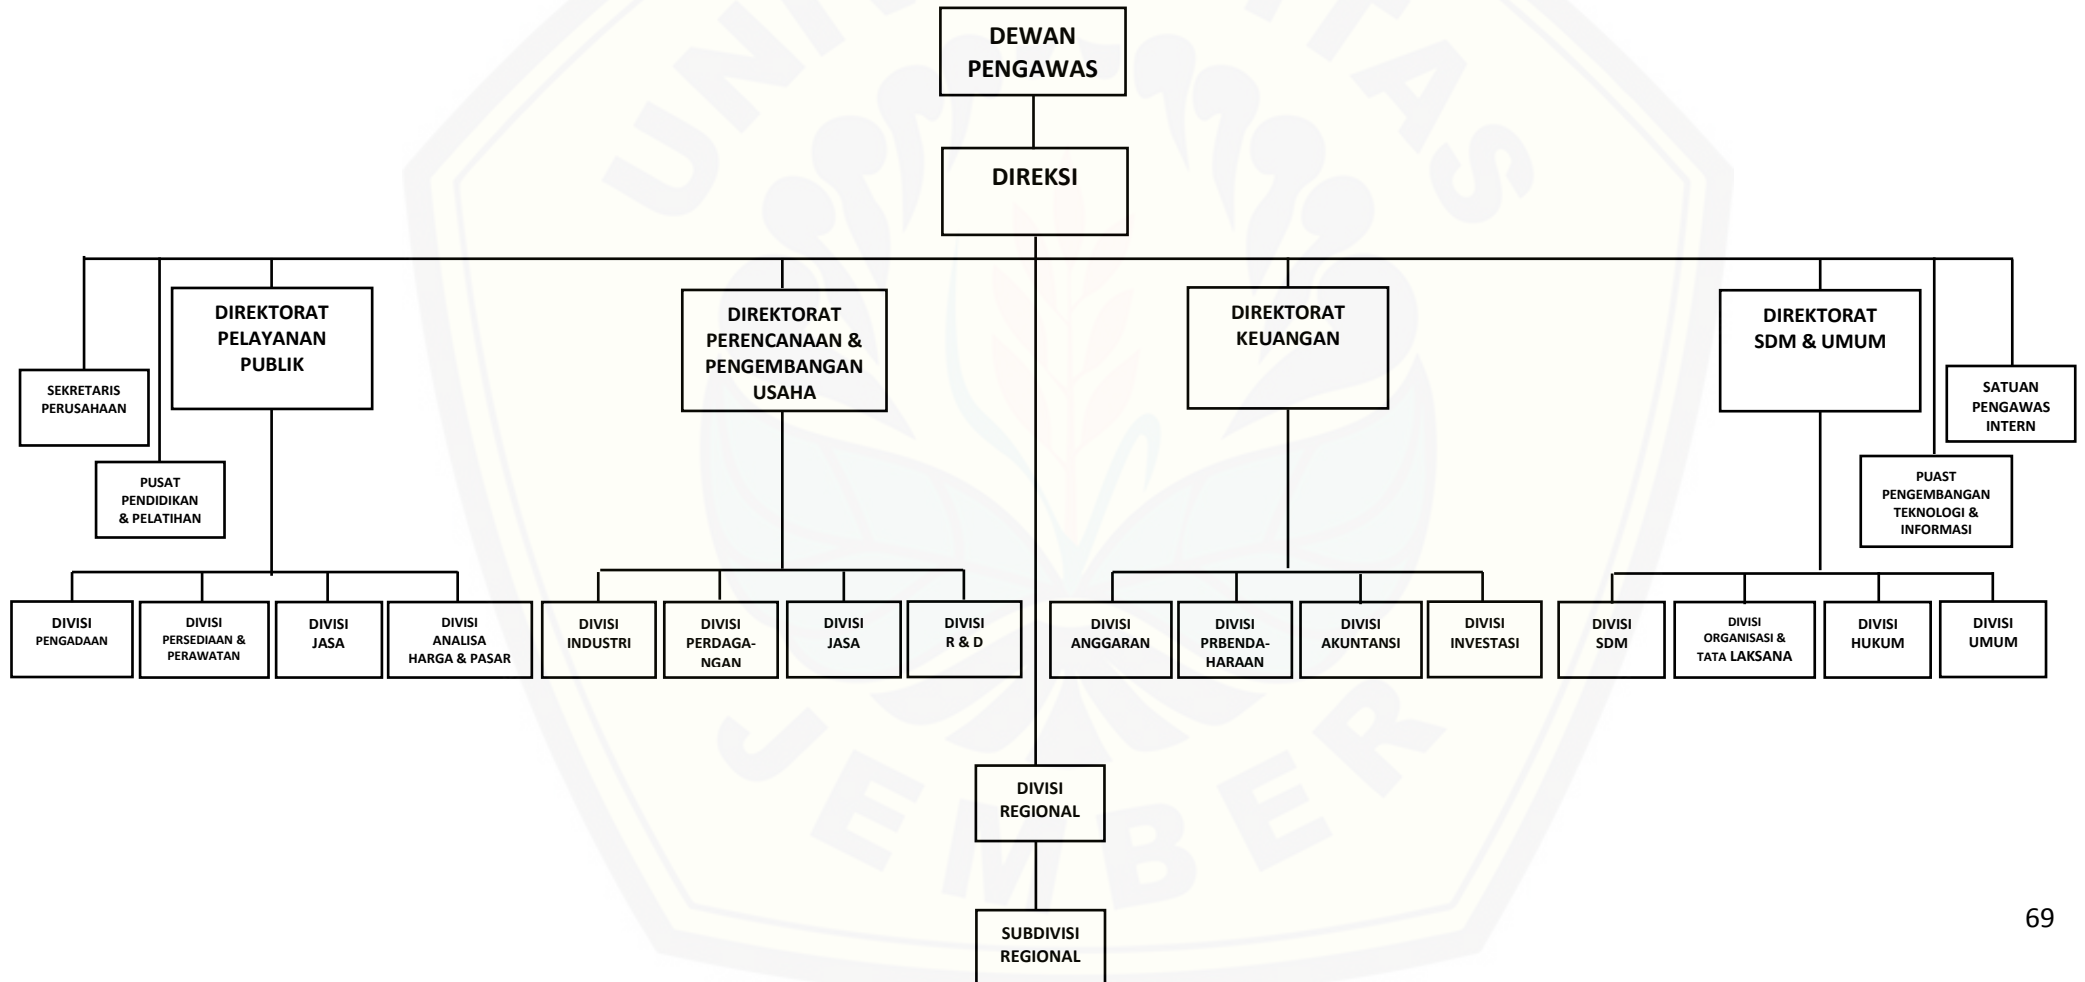 UNIVERSITAS
DEWAN
PENGAWAS
DIREKSI
DIREKTORAT
PELAYANAN
PUBLIK
DIREKTORAT
PERENCANAAN &
PENGEMBANGAN
USAHA
DIREKTORAT
KEUANGAN
DIREKTORAT
SDM & UMUM
SEKRETARIS
PERUSAHAAN
SATUAN
PENGAWAS
INTERN
PUSAT
PENDIDIKAN
& PELATIHAN
PUAST
PENGEMBANGAN
TEKNOLOGI &
INFORMASI
DIVISI
PENGADAAN
DIVISI
PERSEDIAAN &
PERAWATAN
DIVISI
JASA
DIVISI
ANALISA
HARGA & PASAR
DIVISI
INDUSTRI
DIVISI
PERDAGA-
NGAN
DIVISI
JASA
DIVISI
R & D
DIVISI
ANGGARAN
DIVISI
PRBENDA-
HARAAN
DIVISI
AKUNTANSI
DIVISI
INVESTASI
DIVISI
SDM
DIVISI
ORGANISASI &
TATA LAKSANA
DIVISI
HUKUM
DIVISI
UMUM
JEMBER
DIVISI
REGIONAL
SUBDIVISI
REGIONAL
69